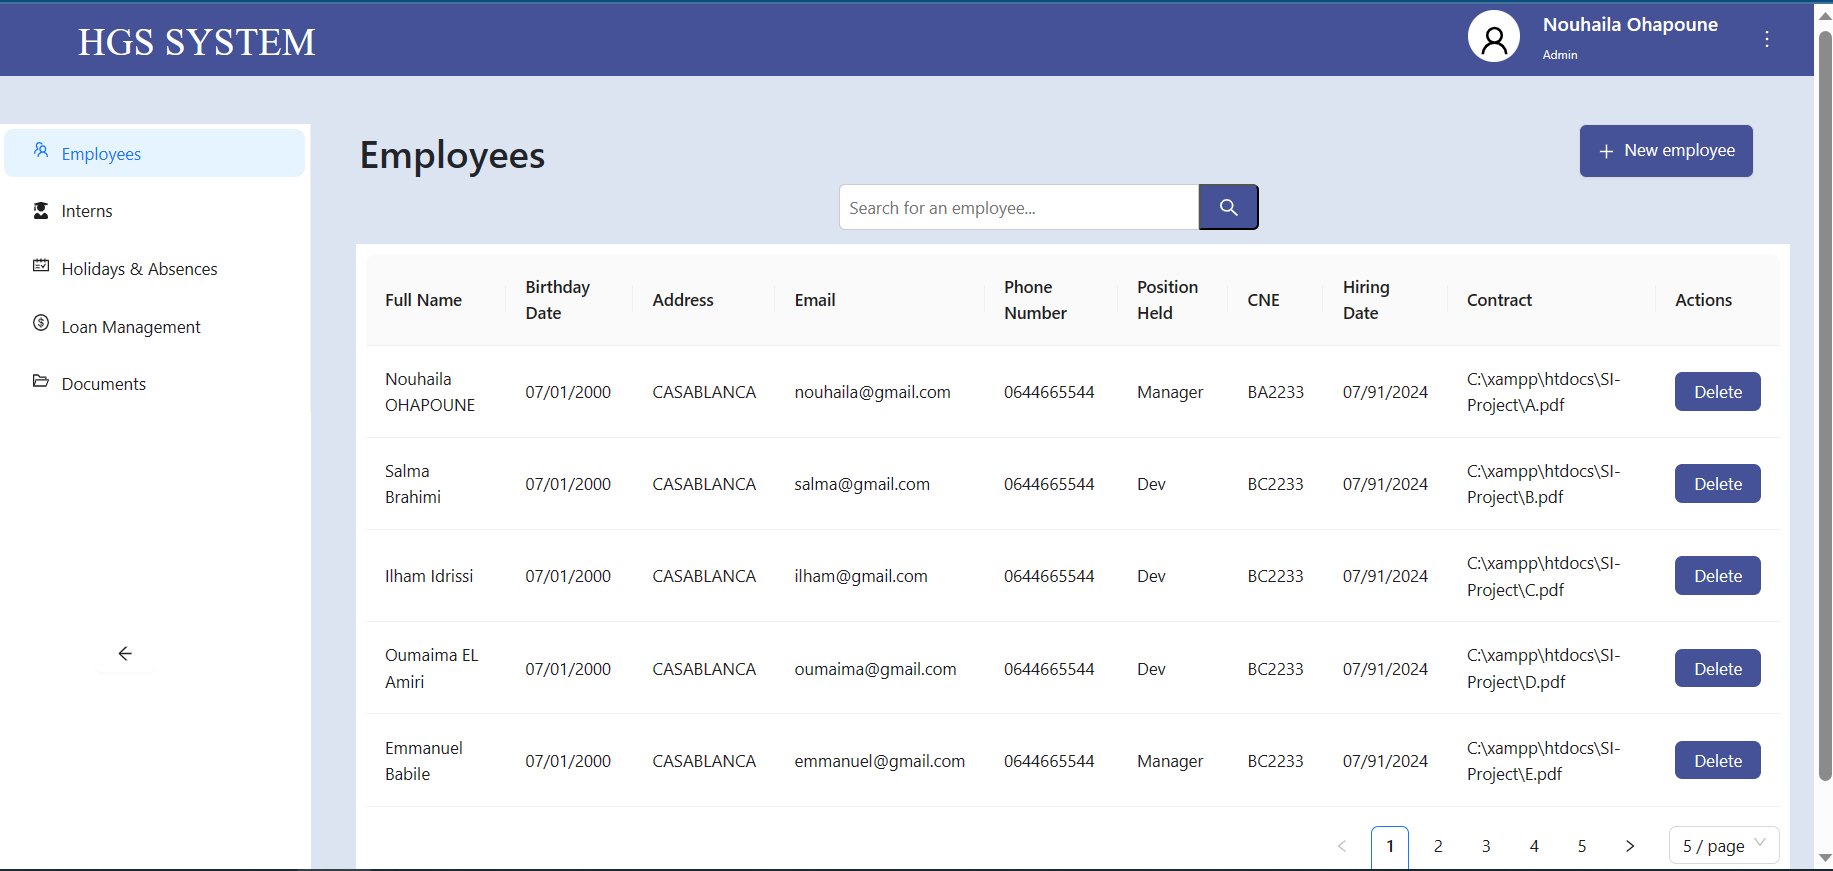 HGS SYSTEM
Nouhaila Ohapoune
Admin
Employees
Interns
Holidays & Absences
Loan Management
Documents
Employees
+ New employee
Search for an employee...
Full Name Birthday Date Address Email Phone Number Position Held CNE Hiring Date Contract Actions
Nouhaila OHAPOUNE 07/01/2000 CASABLANCA nouhaila@gmail.com 0644665544 Manager BA2233 07/91/2024 C:\xampp\htdocs\SI-Project\A.pdf Delete
Salma Brahimi 07/01/2000 CASABLANCA salma@gmail.com 0644665544 Dev BC2233 07/91/2024 C:\xampp\htdocs\SI-Project\B.pdf Delete
Ilham Idrissi 07/01/2000 CASABLANCA ilham@gmail.com 0644665544 Dev BC2233 07/91/2024 C:\xampp\htdocs\SI-Project\C.pdf Delete
Oumaima EL Amiri 07/01/2000 CASABLANCA oumaima@gmail.com 0644665544 Dev BC2233 07/91/2024 C:\xampp\htdocs\SI-Project\D.pdf Delete
Emmanuel Babile 07/01/2000 CASABLANCA emmanuel@gmail.com 0644665544 Manager BC2233 07/91/2024 C:\xampp\htdocs\SI-Project\E.pdf Delete
< 1 2 3 4 5 > 5 / page